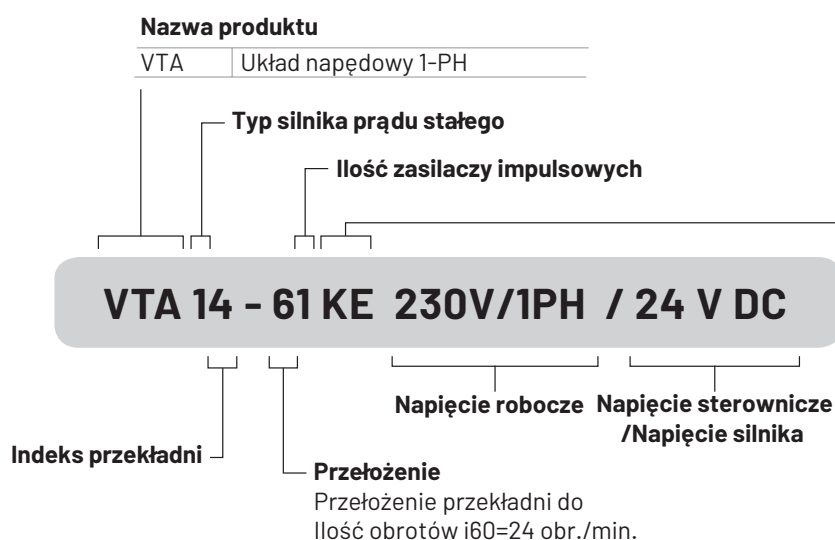 Nazwa produktu
VTA Układ napędowy 1-PH
Typ silnika prądu stałego
Ilość zasilaczy impulsowych
VTA 14 - 61 KE 230V/1PH / 24 V DC
Napięcie robocze
Napięcie sterownicze
/Napięcie silnika
Indeks przekładni
Przełożenie
Przełożenie przekładni do
Ilość obrotów i60=24 obr./min.